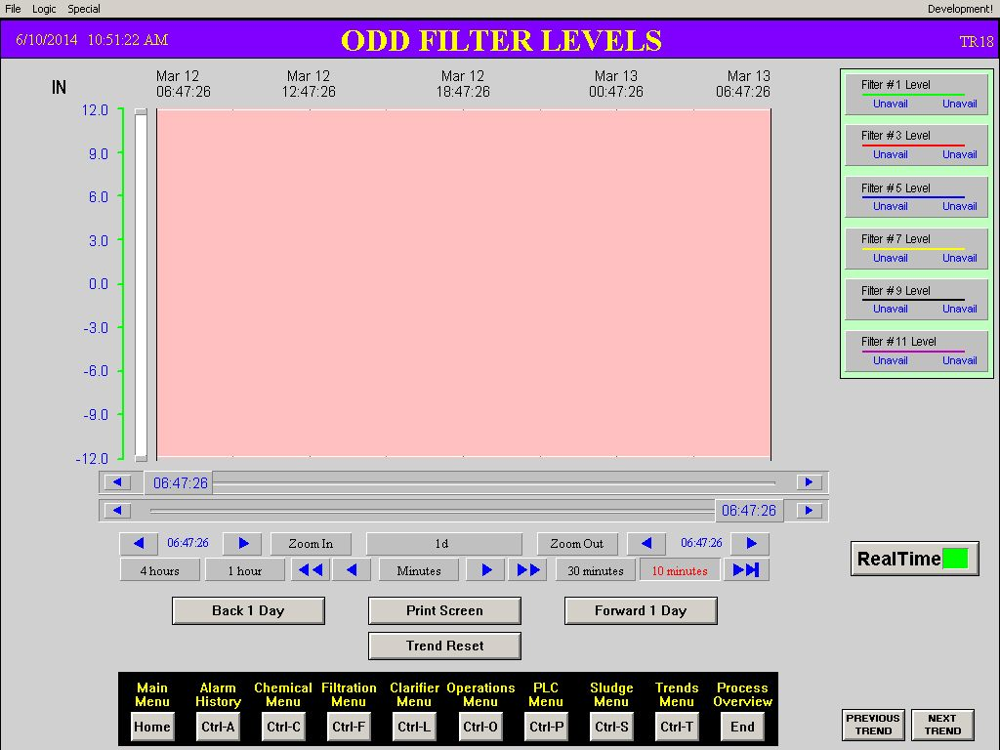 File Logic Special Development!
6/10/2014 10:51:22 AM ODD FILTER LEVELS TR18
IN
Mar 12 Mar 12 Mar 12 Mar 13 Mar 13
06:47:26 12:47:26 18:47:26 00:47:26 06:47:26
12.0
9.0
6.0
3.0
0.0
-3.0
-6.0
-9.0
-12.0
Filter #1 Level
Unavail Unavail
Filter #3 Level
Unavail Unavail
Filter #5 Level
Unavail Unavail
Filter #7 Level
Unavail Unavail
Filter #9 Level
Unavail Unavail
Filter #11 Level
Unavail Unavail
06:47:26
06:47:26
06:47:26 Zoom In 1d Zoom Out 06:47:26
4 hours 1 hour Minutes 30 minutes 10 minutes
RealTime
Back 1 Day Print Screen Forward 1 Day
Trend Reset
Main Alarm Chemical Filtration Clarifier Operations PLC Sludge Trends Process
Menu History Menu Menu Menu Menu Menu Menu Menu Overview
Home Ctrl-A Ctrl-C Ctrl-F Ctrl-L Ctrl-O Ctrl-P Ctrl-S Ctrl-T End
PREVIOUS NEXT
TREND TREND